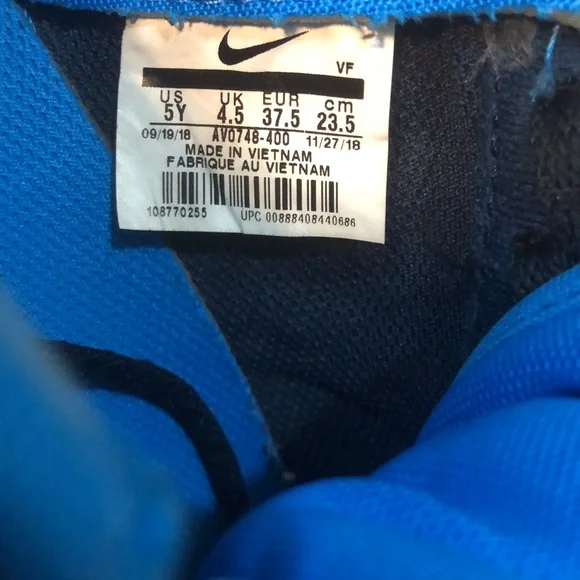 VF
US UK EUR cm
5Y 4.5 37.5 23.5
09/19/18 AV0748-400 11/27/18
MADE IN VIETNAM
FABRIQUE AU VIETNAM
108770255 UPC 00888408440686